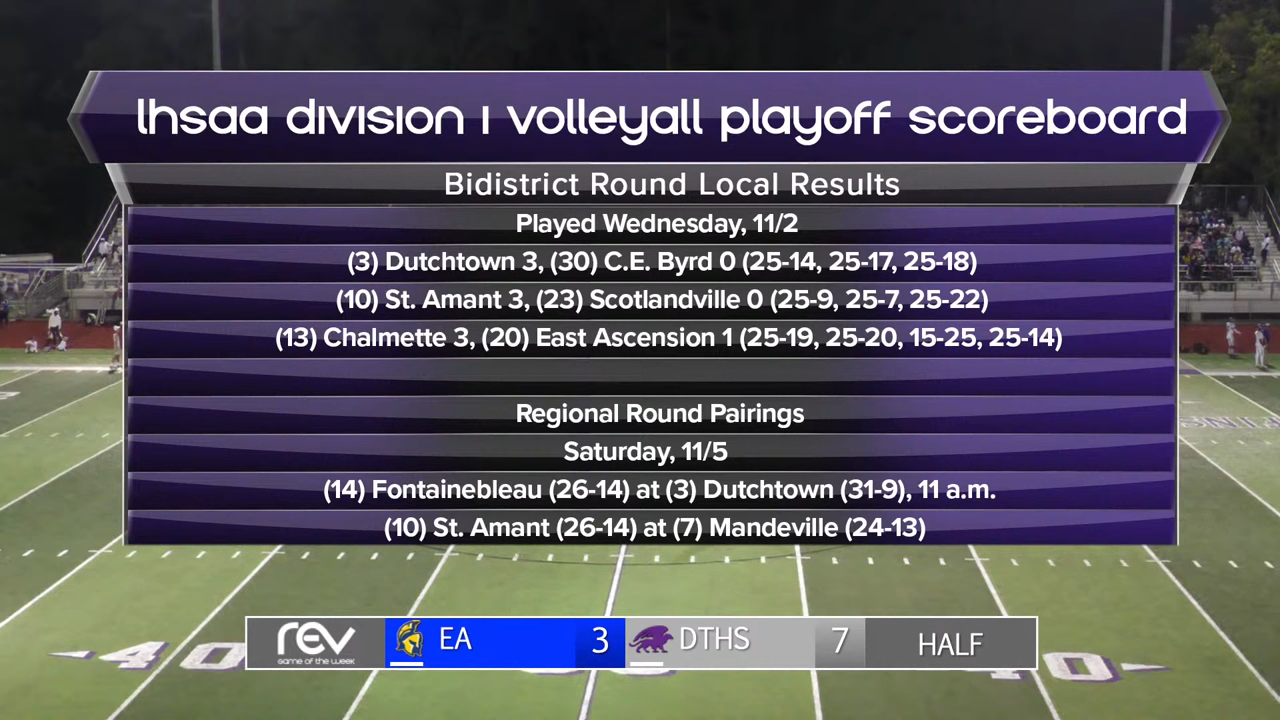 lhsaa division 1 volleyall playoff scoreboard
Bidistrict Round Local Results
Played Wednesday, 11/2
(3) Dutchtown 3, (30) C.E. Byrd 0 (25-14, 25-17, 25-18)
(10) St. Amant 3, (23) Scotlandville 0 (25-9, 25-7, 25-22)
(13) Chalmette 3, (20) East Ascension 1 (25-19, 25-20, 15-25, 25-14)
Regional Round Pairings
Saturday, 11/5
(14) Fontainebleau (26-14) at (3) Dutchtown (31-9), 11 a.m.
(10) St. Amant (26-14) at (7) Mandeville (24-13)
rev game of the week EA 3 DTHS 7 HALF
40 40